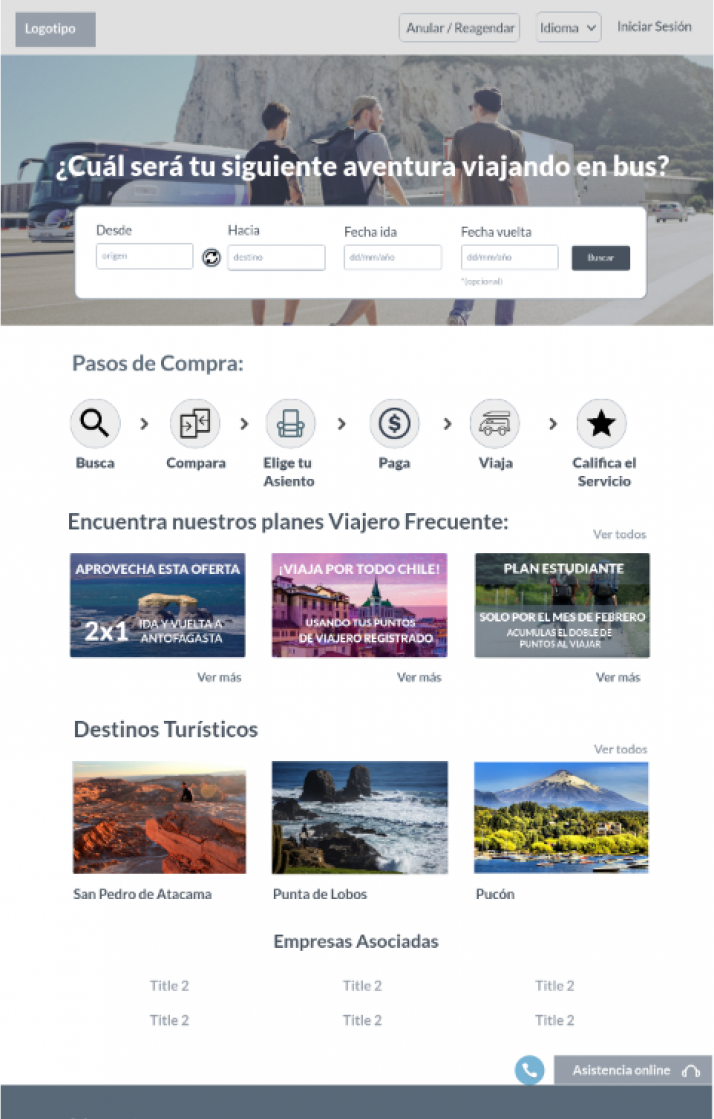 Logotipo
Anular / Reagendar
Idioma
Iniciar Sesión
¿Cuál será tu siguiente aventura viajando en bus?
Desde
Hacia
Fecha ida
Fecha vuelta
origen
destino
dd/mm/año
dd/mm/año
Buscar
*(opcional)
Pasos de Compra:
Busca
Compara
Elige tu
Asiento
Paga
Viaja
Califica el
Servicio
Encuentra nuestros planes Viajero Frecuente:
Ver todos
APROVECHA ESTA OFERTA
2x1
IDA Y VUELTA A
ANTOFAGASTA
¡VIAJA POR TODO CHILE!
USANDO TUS PUNTOS
DE VIAJERO REGISTRADO
PLAN ESTUDIANTE
SOLO POR EL MES DE FEBRERO
ACUMULAS EL DOBLE DE
PUNTOS AL VIAJAR
Ver más
Ver más
Ver más
Destinos Turísticos
Ver todos
San Pedro de Atacama
Punta de Lobos
Pucón
Empresas Asociadas
Title 2
Title 2
Title 2
Title 2
Title 2
Title 2
Asistencia online